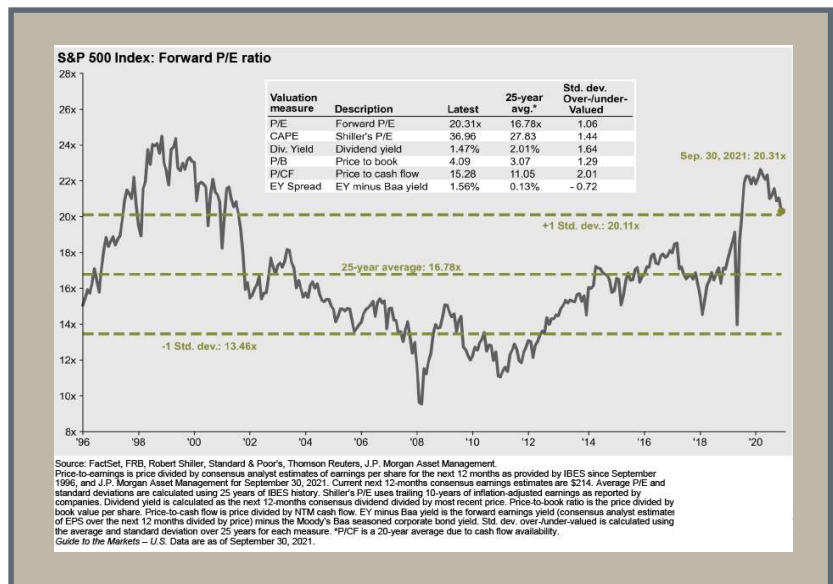 S&P 500 Index: Forward P/E ratio
28x
26x
24x
22x
20x
18x
16x
14x
12x
10x
8x
Valuation measure Description Latest 25-year avg.* Std. dev. Over-/under-Valued
P/E Forward P/E 20.31x 16.78x 1.06
CAPE Shiller's P/E 36.96 27.83 1.44
Div. Yield Dividend yield 1.47% 2.01% 1.64
P/B Price to book 4.09 3.07 1.29
P/CF Price to cash flow 15.28 11.05 2.01
EY Spread EY minus Baa yield 1.56% 0.13% - 0.72
Sep. 30, 2021: 20.31x
+1 Std. dev.: 20.11x
25-year average: 16.78x
-1 Std. dev.: 13.46x
'96 '98 '00 '02 '04 '06 '08 '10 '12 '14 '16 '18 '20
Source: FactSet, FRB, Robert Shiller, Standard & Poor's, Thomson Reuters, J.P. Morgan Asset Management.
Price-to-earnings is price divided by consensus analyst estimates of earnings per share for the next 12 months as provided by IBES since September
1996, and J.P. Morgan Asset Management for September 30, 2021. Current next 12-months consensus earnings estimates are $214. Average P/E and
standard deviations are calculated using 25 years of IBES history. Shiller's P/E uses trailing 10-years of inflation-adjusted earnings as reported by
companies. Dividend yield is calculated as the next 12-months consensus dividend divided by most recent price. Price-to-book ratio is the price divided by
book value per share. Price-to-cash flow is price divided by NTM cash flow. EY minus Baa yield is the forward earnings yield (consensus analyst estimates
of EPS over the next 12 months divided by price) minus the Moody's Baa seasoned corporate bond yield. Std. dev. over-/under-valued is calculated using
the average and standard deviation over 25 years for each measure. *P/CF is a 20-year average due to cash flow availability.
Guide to the Markets – U.S. Data are as of September 30, 2021.